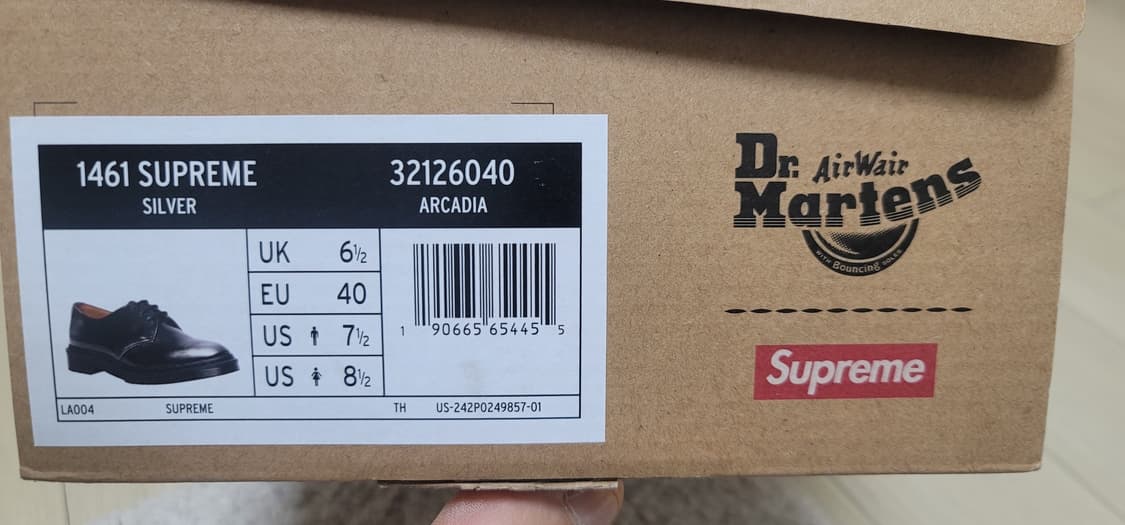 1461 SUPREME
SILVER
32126040
ARCADIA
UK 6½
EU 40
US 7½
US 8½
1 90665 65445 5
LA004 SUPREME TH US-242P0249857-01
Dr. AirWair
Martens
WITH Bouncing SOLES
Supreme